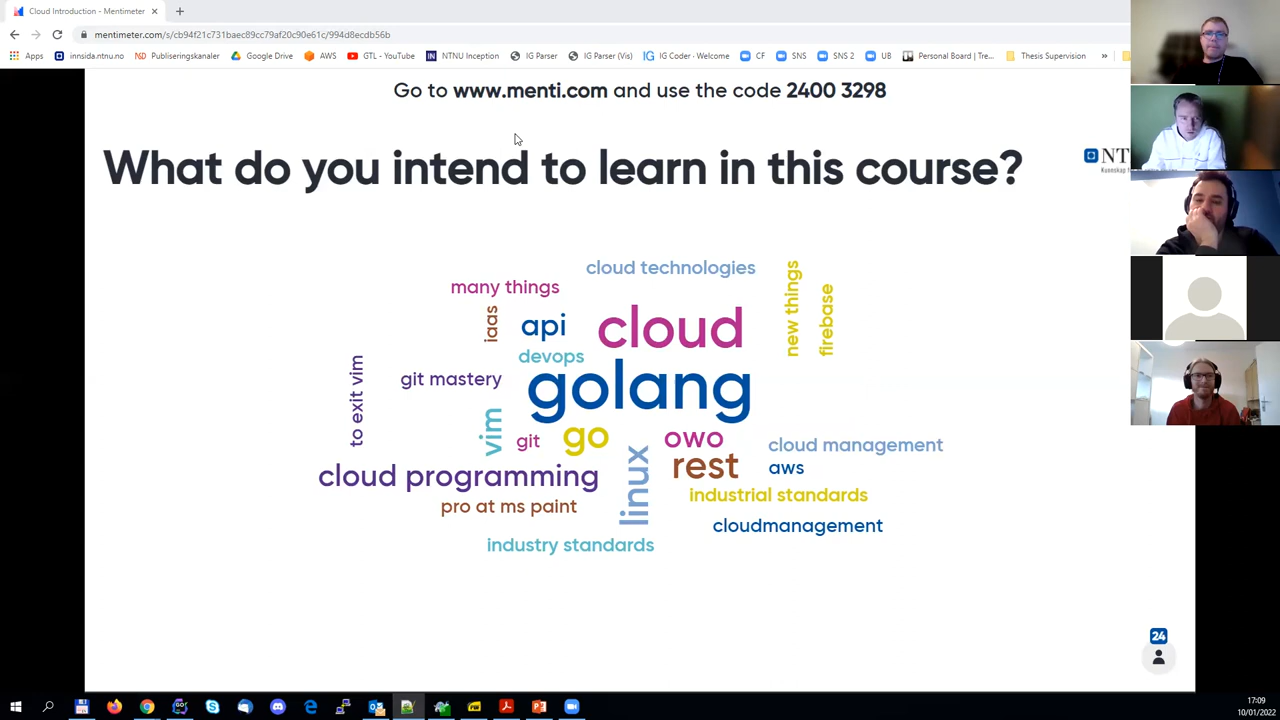 Cloud Introduction - Mentimeter
mentimeter.com/s/cb94f21c731baec89cc79af20c90e61c/994d8ecdb56b
Apps innsida.ntnu.no Publiseringskanaler Google Drive AWS GTL - YouTube NTNU Inception IG Parser IG Parser (Vis) IG Coder · Welcome CF SNS SNS 2 UB Personal Board | Tre... Thesis Supervision »
Go to www.menti.com and use the code 2400 3298
What do you intend to learn in this course?
NT
cloud technologies
many things
new things
firebase
iaas
api
cloud
devops
to exit vim
git mastery
golang
vim
git
go
owo
cloud management
linux
rest
aws
cloud programming
industrial standards
pro at ms paint
cloudmanagement
industry standards
24
17:09
10/01/2022